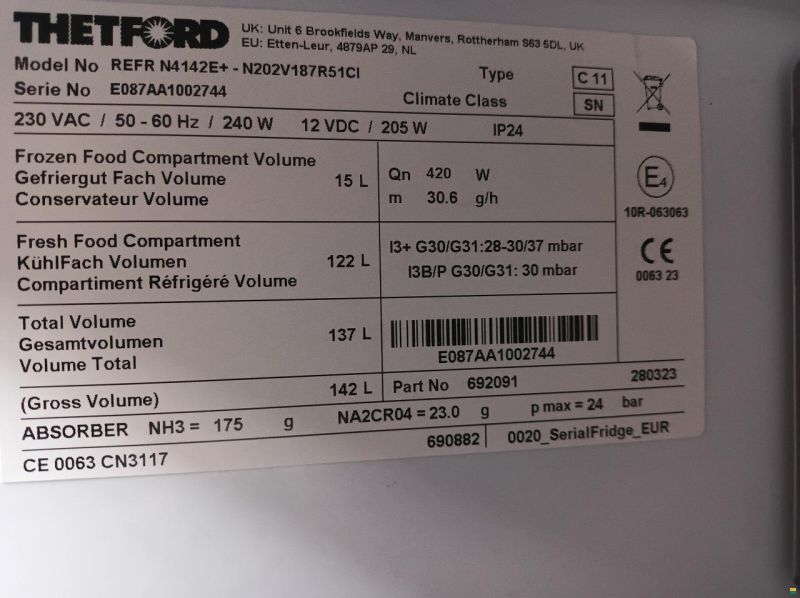 THETFORD
UK: Unit 6 Brookfields Way, Manvers, Rottherham S63 5DL, UK
EU: Etten-Leur, 4879AP 29, NL
Model No REFR N4142E+ - N202V187R51CI Type C 11
Serie No E087AA1002744 Climate Class SN
230 VAC / 50 - 60 Hz / 240 W 12 VDC / 205 W IP24
Frozen Food Compartment Volume
Gefriergut Fach Volume 15 L
Conservateur Volume
Qn 420 W
m 30.6 g/h
E4
10R-063063
Fresh Food Compartment
KühlFach Volumen 122 L
Compartiment Réfrigéré Volume
I3+ G30/G31:28-30/37 mbar
I3B/P G30/G31: 30 mbar
CE
0063 23
Total Volume
Gesamtvolumen 137 L
Volume Total
E087AA1002744
(Gross Volume) 142 L Part No 692091 280323
ABSORBER NH3 = 175 g NA2CR04 = 23.0 g p max = 24 bar
CE 0063 CN3117 690882 0020_SerialFridge_EUR